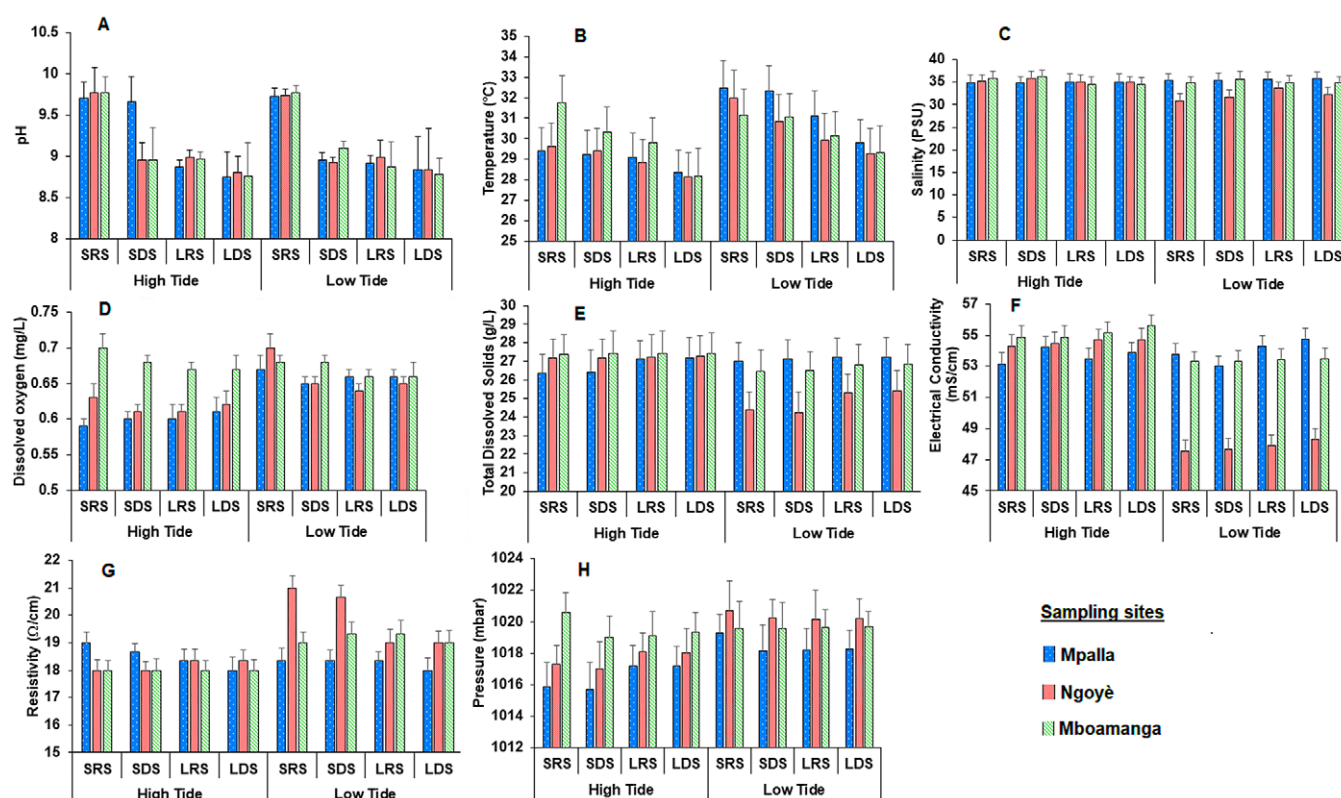 A
pH
10.5
10
9.5
9
8.5
8
SRS SDS LRS LDS SRS SDS LRS LDS
High Tide Low Tide
B
Temperature (°C)
35
34
33
32
31
30
29
28
27
26
25
SRS SDS LRS LDS SRS SDS LRS LDS
High Tide Low Tide
C
Salinity (PSU)
40
35
30
25
20
15
10
5
0
SRS SDS LRS LDS SRS SDS LRS LDS
High Tide Low Tide
D
Dissolved oxygen (mg/L)
0.75
0.7
0.65
0.6
0.55
0.5
SRS SDS LRS LDS SRS SDS LRS LDS
High Tide Low Tide
E
Total Dissolved Solids (g/L)
30
29
28
27
26
25
24
23
22
21
20
SRS SDS LRS LDS SRS SDS LRS LDS
High Tide Low Tide
F
Electrical Conductivity
(mS/cm)
57
55
53
51
49
47
45
SRS SDS LRS LDS SRS SDS LRS LDS
High Tide Low Tide
G
Resistivity (Ω/cm)
22
21
20
19
18
17
16
15
SRS SDS LRS LDS SRS SDS LRS LDS
High Tide Low Tide
H
Pressure (mbar)
1024
1022
1020
1018
1016
1014
1012
SRS SDS LRS LDS SRS SDS LRS LDS
High Tide Low Tide
Sampling sites
Mpalla
Ngoyè
Mboamanga